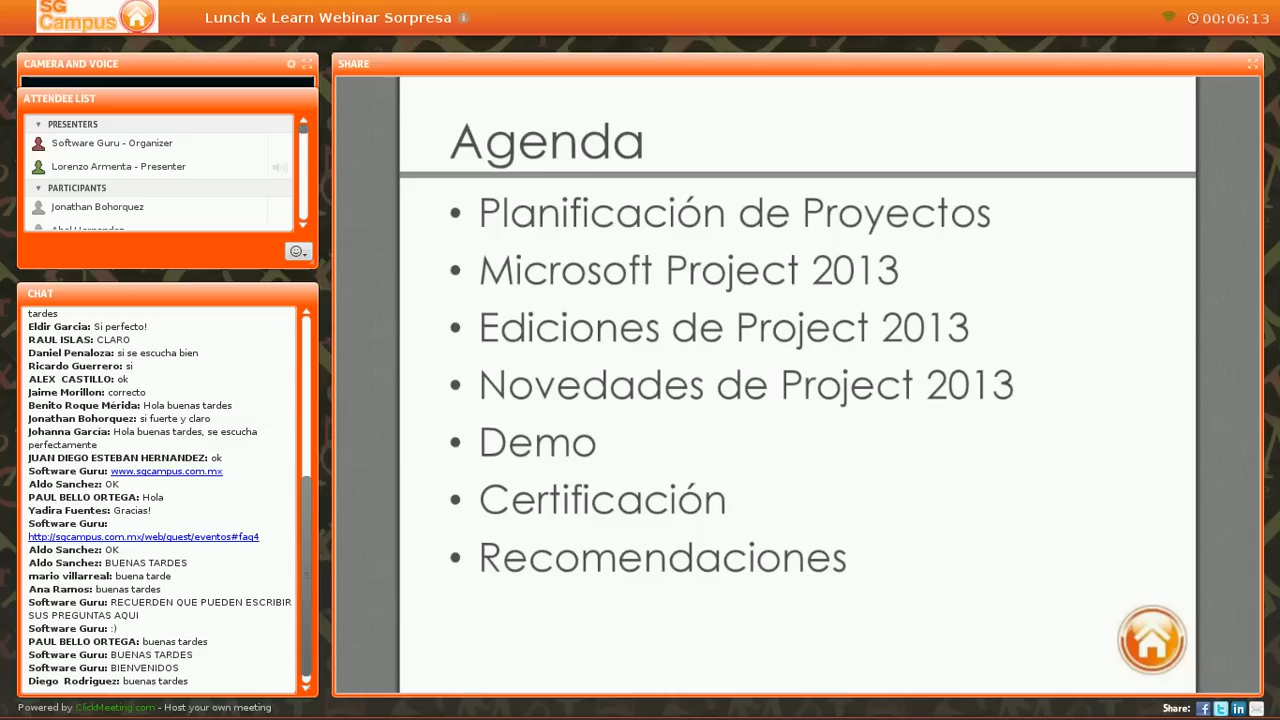 SG
Campus
Lunch & Learn Webinar Sorpresa
00:06:13
CAMERA AND VOICE
ATTENDEE LIST
PRESENTERS
Software Guru - Organizer
Lorenzo Armenta - Presenter
PARTICIPANTS
Jonathan Bohorquez
Abel Hernandez
CHAT
tardes
Eldir Garcia: Si perfecto!
RAUL ISLAS: CLARO
Daniel Penaloza: si se escucha bien
Ricardo Guerrero: si
ALEX CASTILLO: ok
Jaime Morillon: correcto
Benito Roque Mérida: Hola buenas tardes
Jonathan Bohorquez: si fuerte y claro
Johanna García: Hola buenas tardes, se escucha
perfectamente
JUAN DIEGO ESTEBAN HERNANDEZ: ok
Software Guru: www.sgcampus.com.mx
Aldo Sanchez: OK
PAUL BELLO ORTEGA: Hola
Yadira Fuentes: Gracias!
Software Guru:
http://sgcampus.com.mx/web/guest/eventos#faq4
Aldo Sanchez: OK
Aldo Sanchez: BUENAS TARDES
mario villarreal: buena tarde
Ana Ramos: buenas tardes
Software Guru: RECUERDEN QUE PUEDEN ESCRIBIR
SUS PREGUNTAS AQUI
Software Guru: :)
PAUL BELLO ORTEGA: buenas tardes
Software Guru: BUENAS TARDES
Software Guru: BIENVENIDOS
Diego Rodriguez: buenas tardes
SHARE
Agenda
• Planificación de Proyectos
• Microsoft Project 2013
• Ediciones de Project 2013
• Novedades de Project 2013
• Demo
• Certificación
• Recomendaciones
Powered by ClickMeeting.com - Host your own meeting
Share: